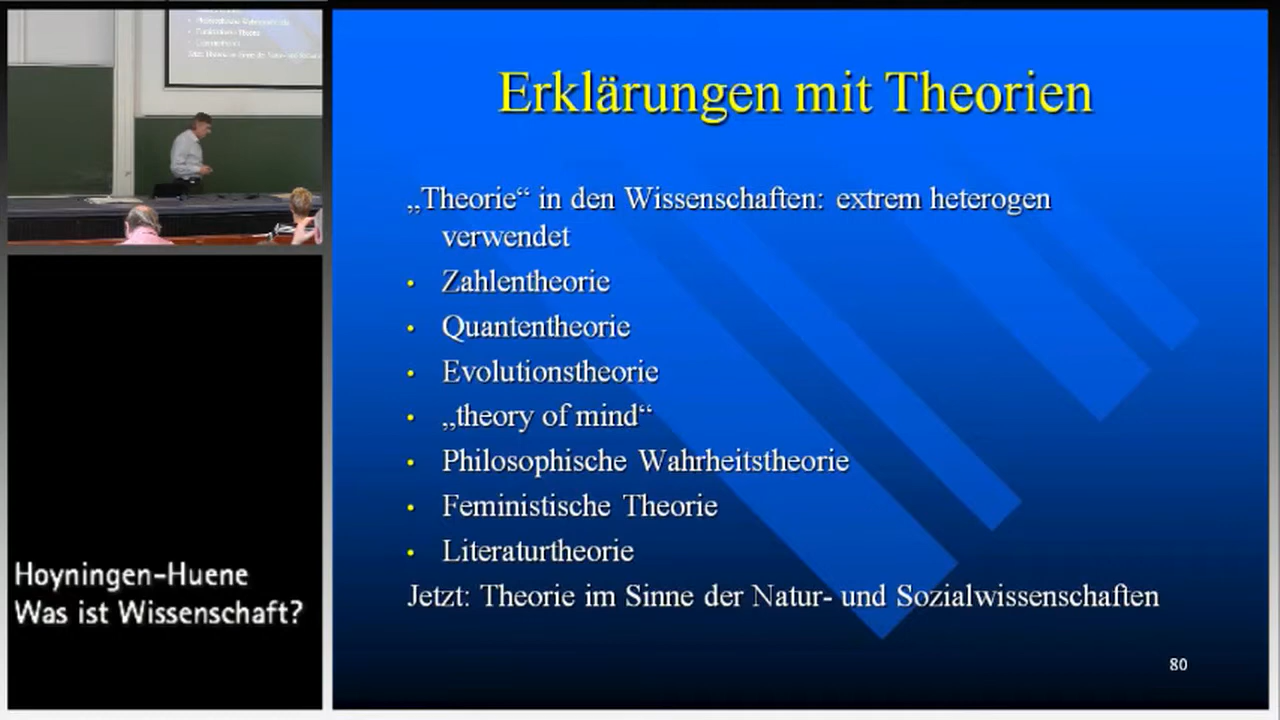 Erklärungen mit Theorien
„Theorie“ in den Wissenschaften: extrem heterogen
verwendet
• Zahlentheorie
• Quantentheorie
• Evolutionstheorie
• „theory of mind“
• Philosophische Wahrheitstheorie
• Feministische Theorie
• Literaturtheorie
Jetzt: Theorie im Sinne der Natur- und Sozialwissenschaften
80
Hoyningen-Huene
Was ist Wissenschaft?